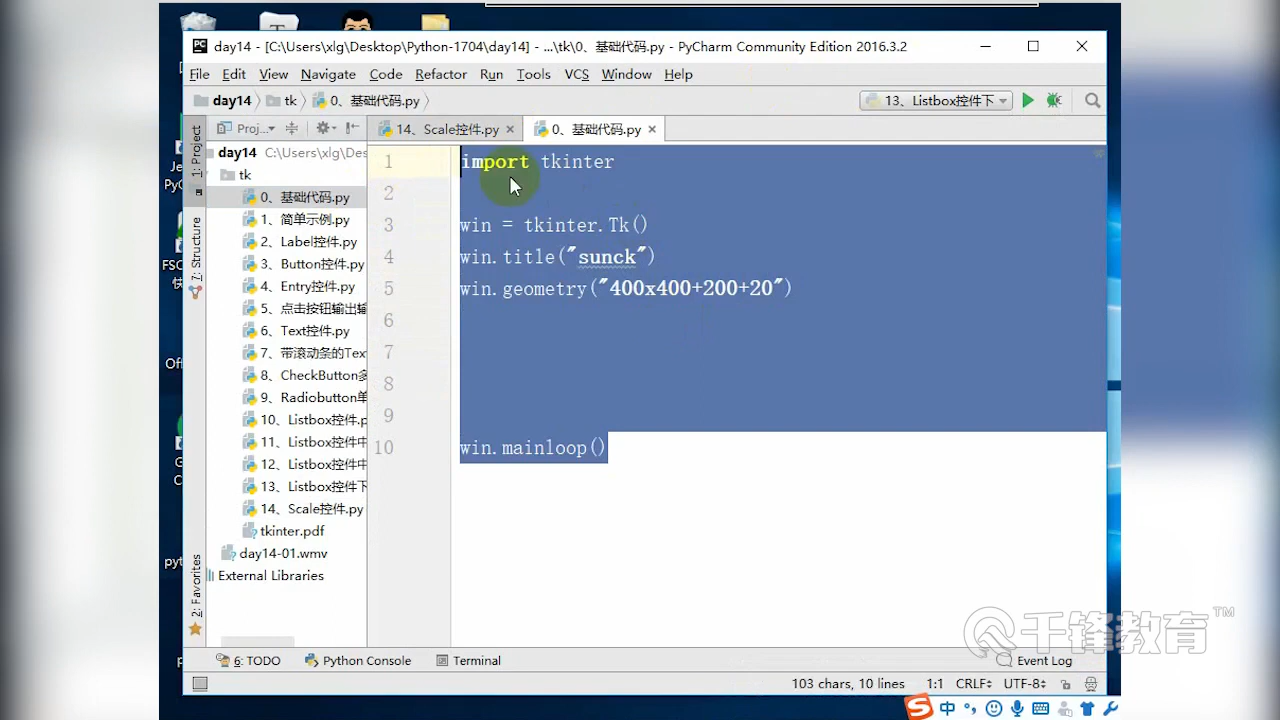 day14 - [C:\Users\xlg\Desktop\Python-1704\day14] - ...\tk\0、基础代码.py - PyCharm Community Edition 2016.3.2
File Edit View Navigate Code Refactor Run Tools VCS Window Help
day14 tk 0、基础代码.py 13、Listbox控件下
Proj... 14、Scale控件.py 0、基础代码.py
1: Project
7: Structure
2: Favorites
day14 C:\Users\xlg\Des
tk
0、基础代码.py
1、简单示例.py
2、Label控件.py
3、Button控件.py
4、Entry控件.py
5、点击按钮输出输
6、Text控件.py
7、带滚动条的Text
8、CheckButton多
9、Radiobutton单
10、Listbox控件.p
11、Listbox控件中
12、Listbox控件中
13、Listbox控件下
14、Scale控件.py
tkinter.pdf
day14-01.wmv
External Libraries
1 import tkinter
2
3 win = tkinter.Tk()
4 win.title("sunck")
5 win.geometry("400x400+200+20")
6
7
8
9
10 win.mainloop()
千锋教育 TM
6: TODO Python Console Terminal Event Log
103 chars, 10 lines 1:1 CRLF UTF-8
中